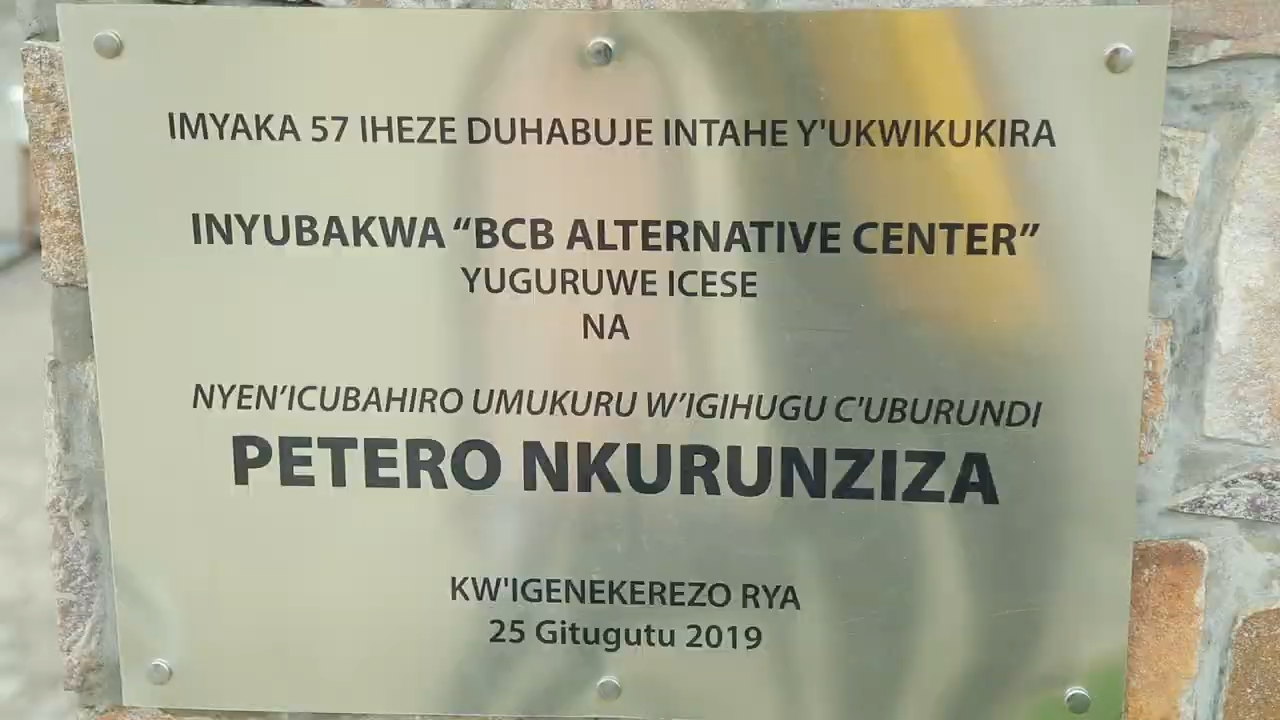 IMYAKA 57 IHEZE DUHABUJE INTAHE Y'UKWIKUKIRA
INYUBAKWA “BCB ALTERNATIVE CENTER”
YUGURUWE ICESE
NA
NYEN’ICUBAHIRO UMUKURU W’IGIHUGU C'UBURUNDI
PETERO NKURUNZIZA
KW'IGENEKEREZO RYA
25 Gitugutu 2019